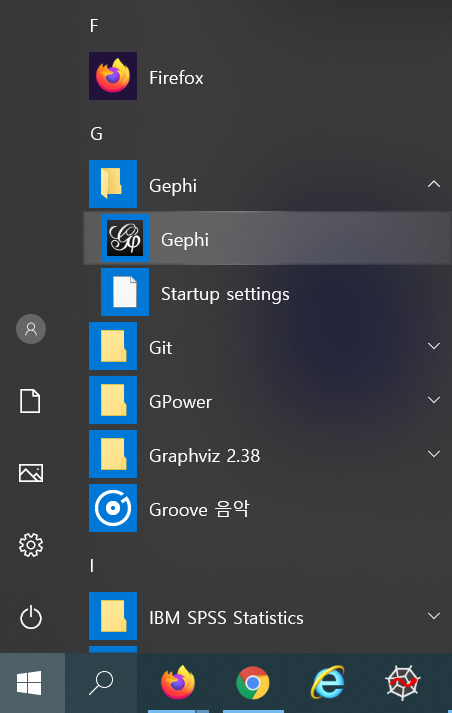 F
Firefox
G
Gephi
Gephi
Startup settings
Git
GPower
Graphviz 2.38
Groove 음악
I
IBM SPSS Statistics